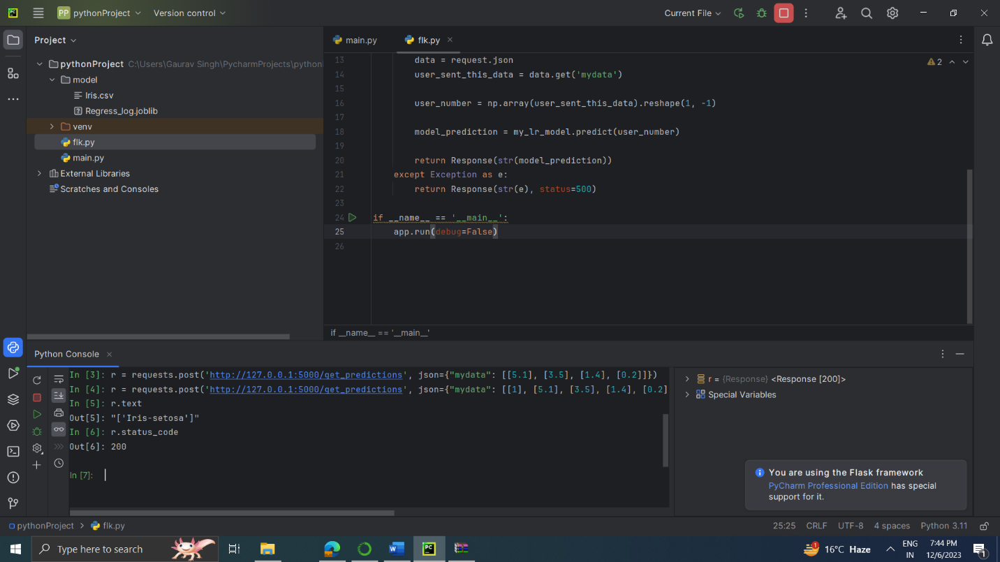 PC
PP pythonProject
Version control
Current File
Project
main.py
flk.py
pythonProject C:\Users\Gaurav Singh\PycharmProjects\python
model
Iris.csv
Regress_log.joblib
venv
flk.py
main.py
External Libraries
Scratches and Consoles
2
13 data = request.json
14 user_sent_this_data = data.get('mydata')
15
16 user_number = np.array(user_sent_this_data).reshape(1, -1)
17
18 model_prediction = my_lr_model.predict(user_number)
19
20 return Response(str(model_prediction))
21 except Exception as e:
22 return Response(str(e), status=500)
23
24 if __name__ == '__main__':
25 app.run(debug=False)
26
if __name__ == '__main__'
Python Console
In [3]: r = requests.post('http://127.0.0.1:5000/get_predictions', json={"mydata": [[5.1], [3.5], [1.4], [0.2]]})
In [4]: r = requests.post('http://127.0.0.1:5000/get_predictions', json={"mydata": [[1], [5.1], [3.5], [1.4], [0.2]
In [5]: r.text
Out[5]: "['Iris-setosa']"
In [6]: r.status_code
Out[6]: 200
In [7]:
r = {Response} <Response [200]>
Special Variables
You are using the Flask framework
PyCharm Professional Edition has special
support for it.
pythonProject > flk.py
25:25 CRLF UTF-8 4 spaces Python 3.11
Type here to search
W
PC
1
16°C Haze
ENG
IN
7:44 PM
12/6/2023
1